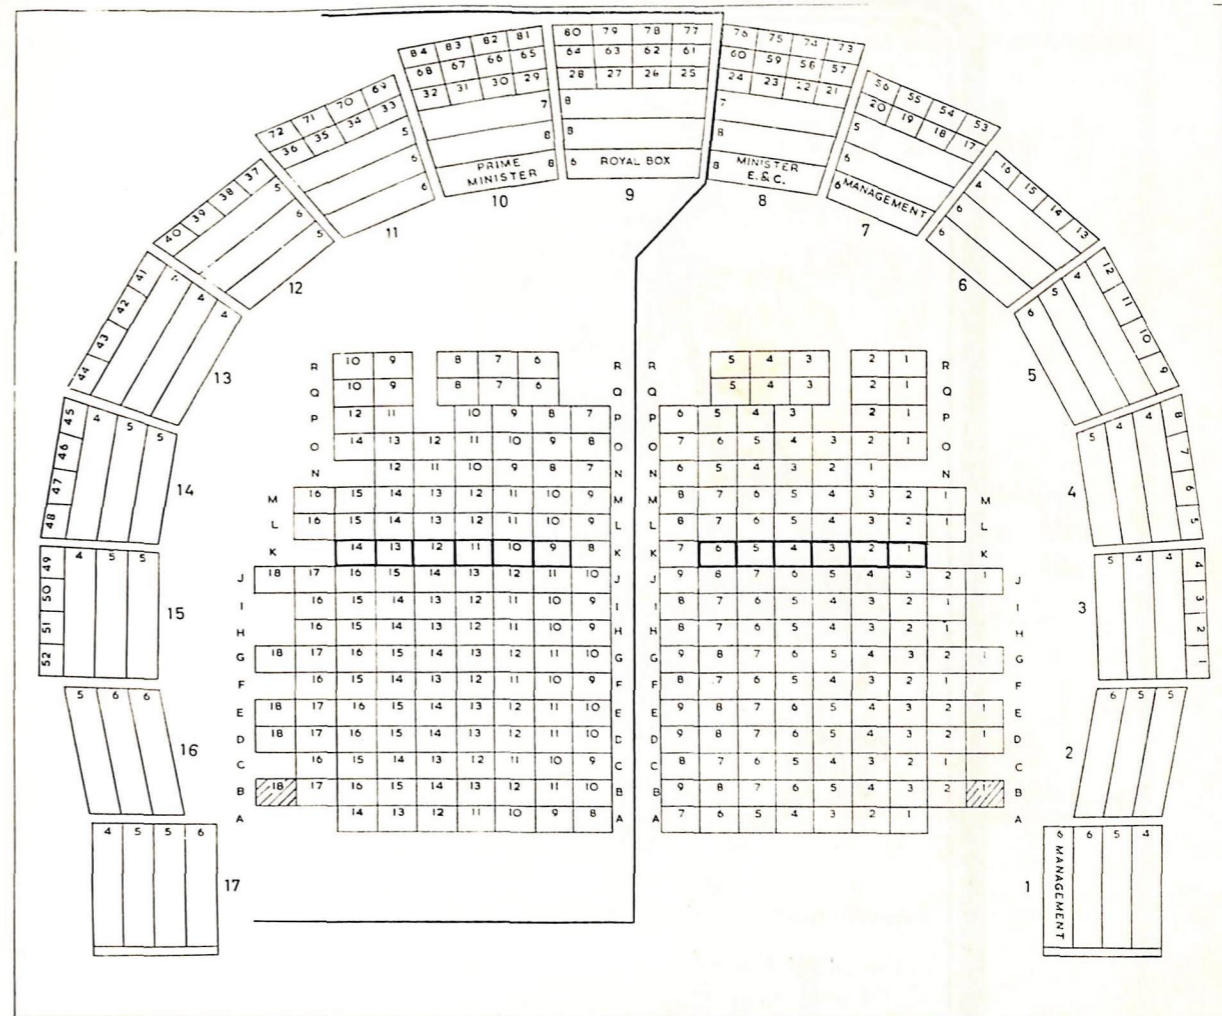 80 79 78 77
64 63 62 61
28 27 26 25
8
8
6 ROYAL BOX
9
84 83 82 81
68 67 66 65
32 31 30 29
7
8
PRIME MINISTER 8
10
76 75 74 73
60 59 58 57
24 23 22 21
7
8
8 MINISTER E.&C.
8
72 71 70 69
36 35 34 33
5
6
6
11
56 55 54 53
20 19 18 17
5
6
6 MANAGEMENT
7
40 39 38 37
5
6
5
12
16 15 14 13
4
6
6
6
41 42 43 44
4 4
13
12 11 10 9
4
5
6
5
45 46 47 48
4 5 5
14
8 7 6 5
5 4 4
4
49 50 51 52
4 5 5
15
4 3 2 1
5 4 4
3
5 6 6
16
6 5 5
2
4 5 5 6
17
6 MANAGEMENT 6 5 4
1
R 10 9 8 7 6 R R 5 4 3 2 1 R
Q 10 9 8 7 6 Q Q 5 4 3 2 1 Q
P 12 11 10 9 8 7 P P 6 5 4 3 2 1 P
O 14 13 12 11 10 9 8 O O 7 6 5 4 3 2 1 O
N 12 11 10 9 8 7 N N 6 5 4 3 2 1 N
M 16 15 14 13 12 11 10 9 M M 8 7 6 5 4 3 2 1 M
L 16 15 14 13 12 11 10 9 L L 8 7 6 5 4 3 2 1 L
K 14 13 12 11 10 9 8 K K 7 6 5 4 3 2 1 K
J 18 17 16 15 14 13 12 11 10 J J 9 8 7 6 5 4 3 2 1 J
I 16 15 14 13 12 11 10 9 I I 8 7 6 5 4 3 2 1 I
H 16 15 14 13 12 11 10 9 H H 8 7 6 5 4 3 2 1 H
G 18 17 16 15 14 13 12 11 10 G G 9 8 7 6 5 4 3 2 1 G
F 16 15 14 13 12 11 10 9 F F 8 7 6 5 4 3 2 1 F
E 18 17 16 15 14 13 12 11 10 E E 9 8 7 6 5 4 3 2 1 E
D 18 17 16 15 14 13 12 11 10 D D 9 8 7 6 5 4 3 2 1 D
C 16 15 14 13 12 11 10 9 C C 8 7 6 5 4 3 2 1 C
B 18 17 16 15 14 13 12 11 10 B B 9 8 7 6 5 4 3 2 1 B
A 14 13 12 11 10 9 8 A A 7 6 5 4 3 2 1 A